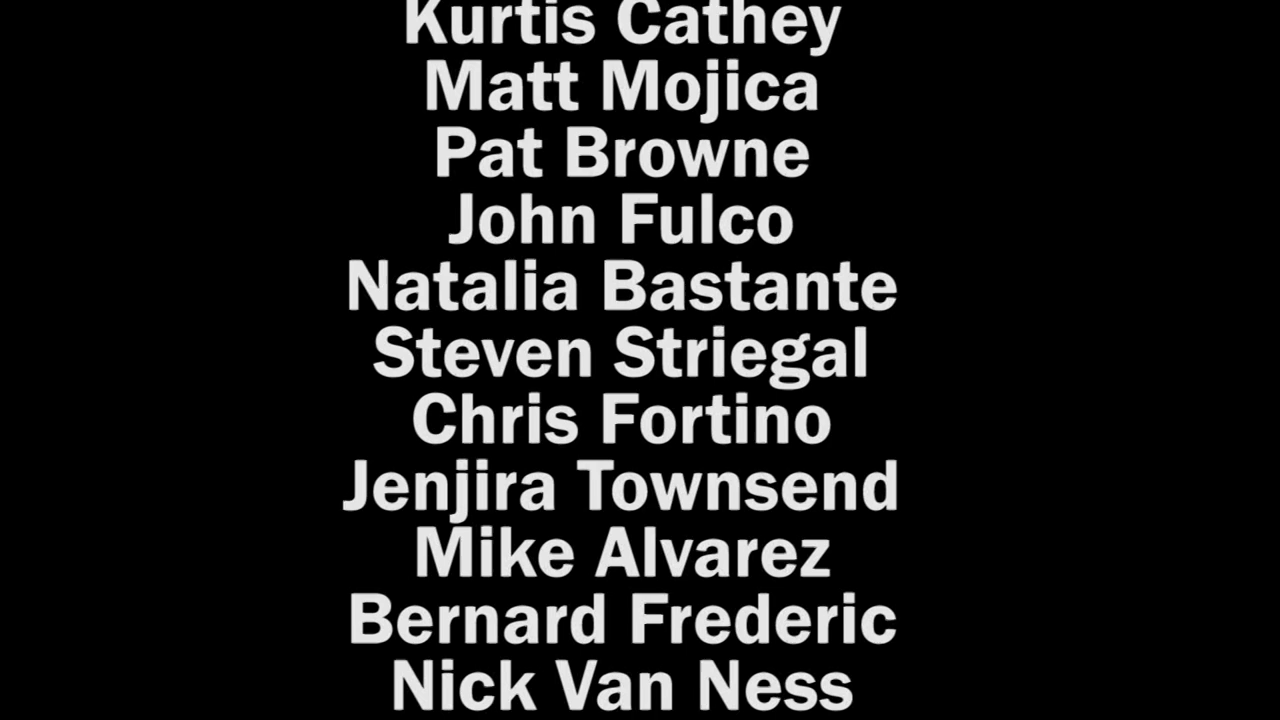 Kurtis Cathey
Matt Mojica
Pat Browne
John Fulco
Natalia Bastante
Steven Striegal
Chris Fortino
Jenjira Townsend
Mike Alvarez
Bernard Frederic
Nick Van Ness